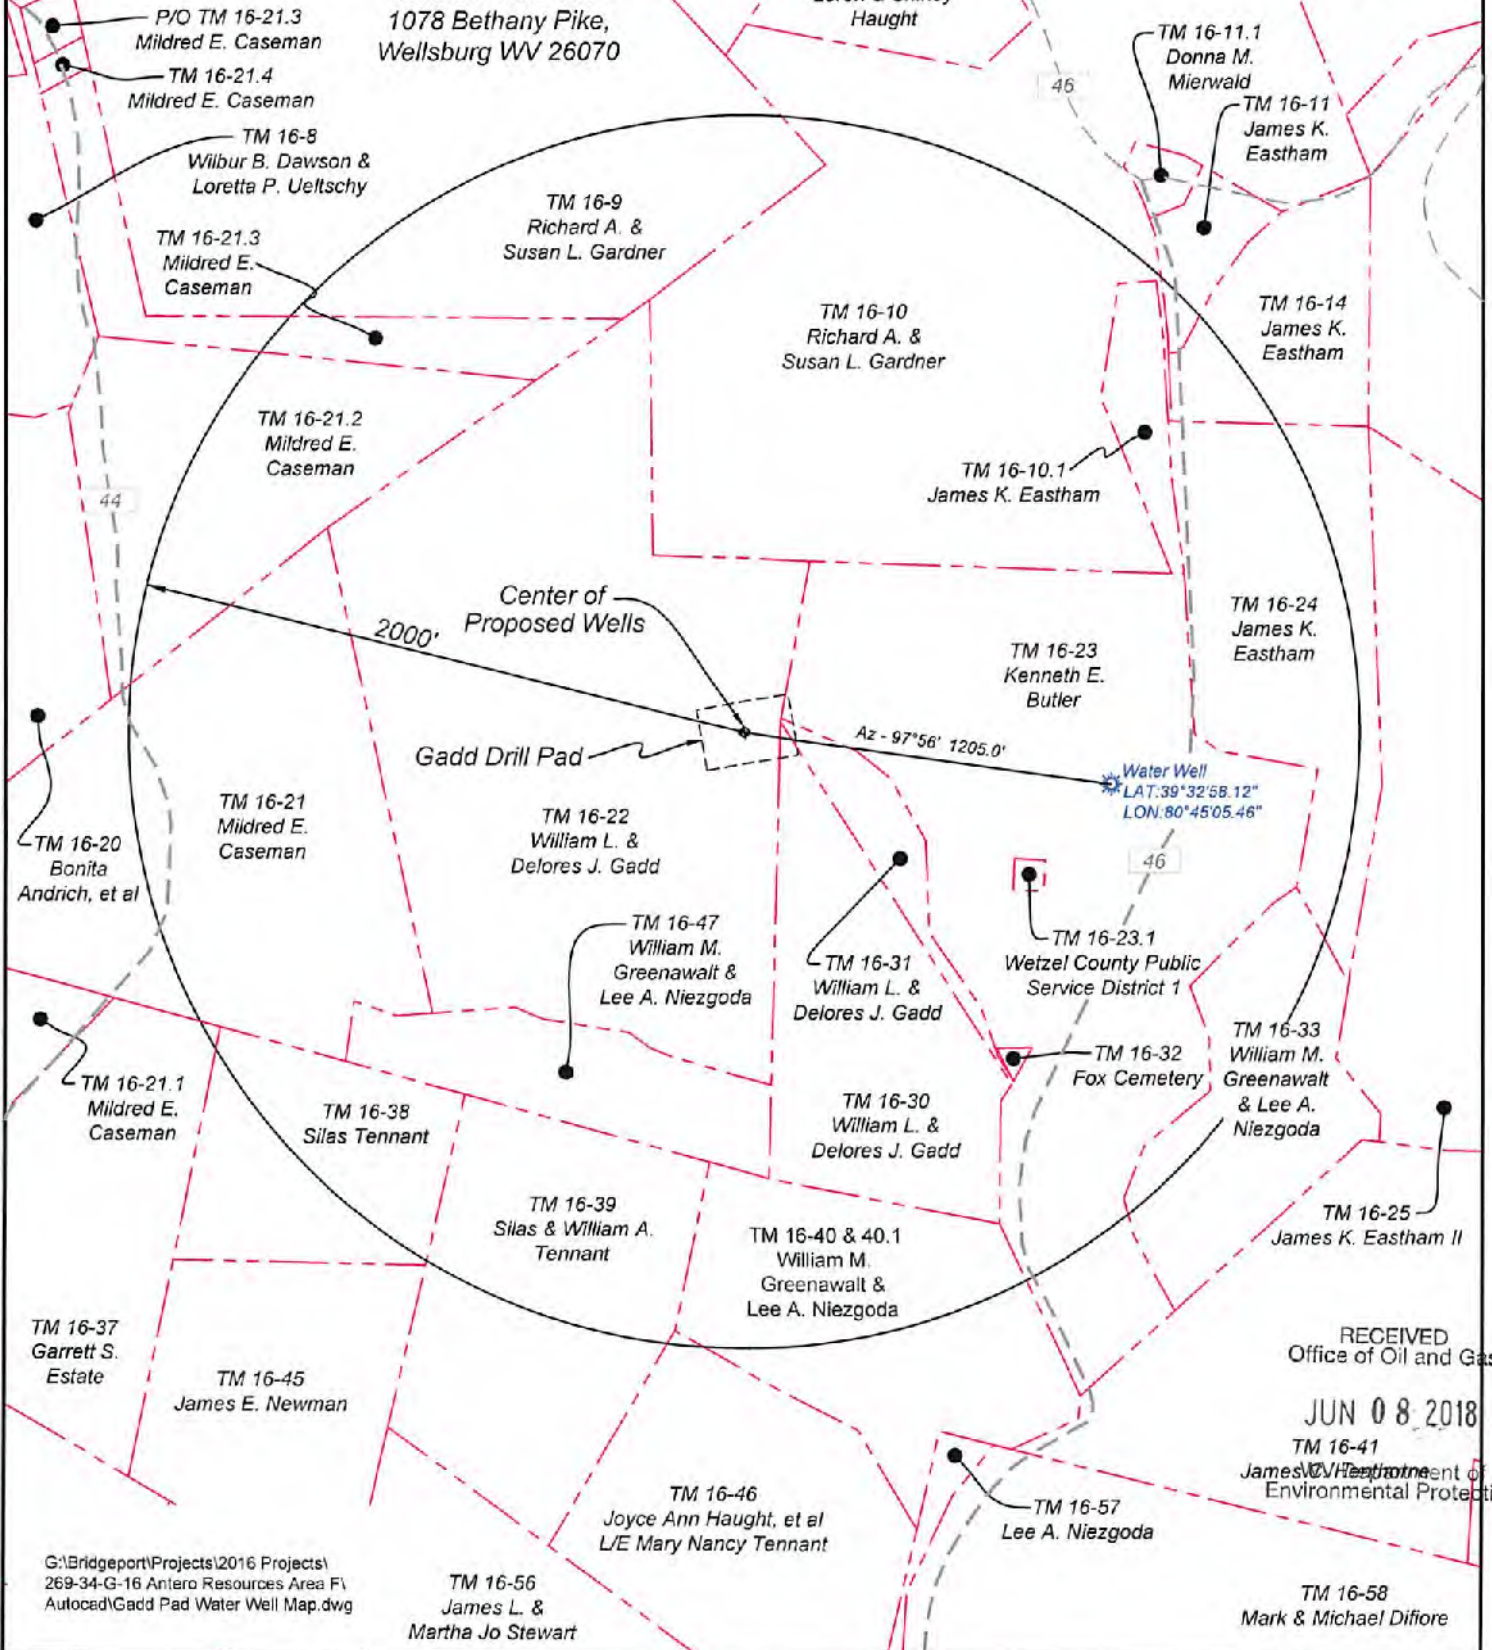 P/O TM 16-21.3
Mildred E. Caseman
TM 16-21.4
Mildred E. Caseman
TM 16-8
Wilbur B. Dawson &
Loretta P. Ueltschy
TM 16-21.3
Mildred E.
Caseman
1078 Bethany Pike,
Wellsburg WV 26070
Haught
46
TM 16-11.1
Donna M.
Mierwald
TM 16-11
James K.
Eastham
TM 16-9
Richard A. &
Susan L. Gardner
TM 16-10
Richard A. &
Susan L. Gardner
TM 16-14
James K.
Eastham
TM 16-21.2
Mildred E.
Caseman
44
TM 16-10.1
James K. Eastham
Center of
Proposed Wells
2000'
TM 16-23
Kenneth E.
Butler
TM 16-24
James K.
Eastham
Gadd Drill Pad
Az - 97°56' 1205.0'
Water Well
LAT:39°32'58.12"
LON:80°45'05.46"
TM 16-20
Bonita
Andrich, et al
TM 16-21
Mildred E.
Caseman
TM 16-22
William L. &
Delores J. Gadd
46
TM 16-47
William M.
Greenawalt &
Lee A. Niezgoda
TM 16-31
William L. &
Delores J. Gadd
TM 16-23.1
Wetzel County Public
Service District 1
TM 16-33
William M.
Greenawalt
& Lee A.
Niezgoda
TM 16-32
Fox Cemetery
TM 16-21.1
Mildred E.
Caseman
TM 16-38
Silas Tennant
TM 16-30
William L. &
Delores J. Gadd
TM 16-39
Silas & William A.
Tennant
TM 16-40 & 40.1
William M.
Greenawalt &
Lee A. Niezgoda
TM 16-25
James K. Eastham II
TM 16-37
Garrett S.
Estate
TM 16-45
James E. Newman
RECEIVED
Office of Oil and Gas
JUN 08 2018
TM 16-41
Environmental Protecti
TM 16-46
Joyce Ann Haught, et al
L/E Mary Nancy Tennant
TM 16-57
Lee A. Niezgoda
G:\Bridgeport\Projects\2016 Projects\
269-34-G-16 Antero Resources Area F\
Autocad\Gadd Pad Water Well Map.dwg
TM 16-56
James L. &
Martha Jo Stewart
TM 16-58
Mark & Michael Difiore